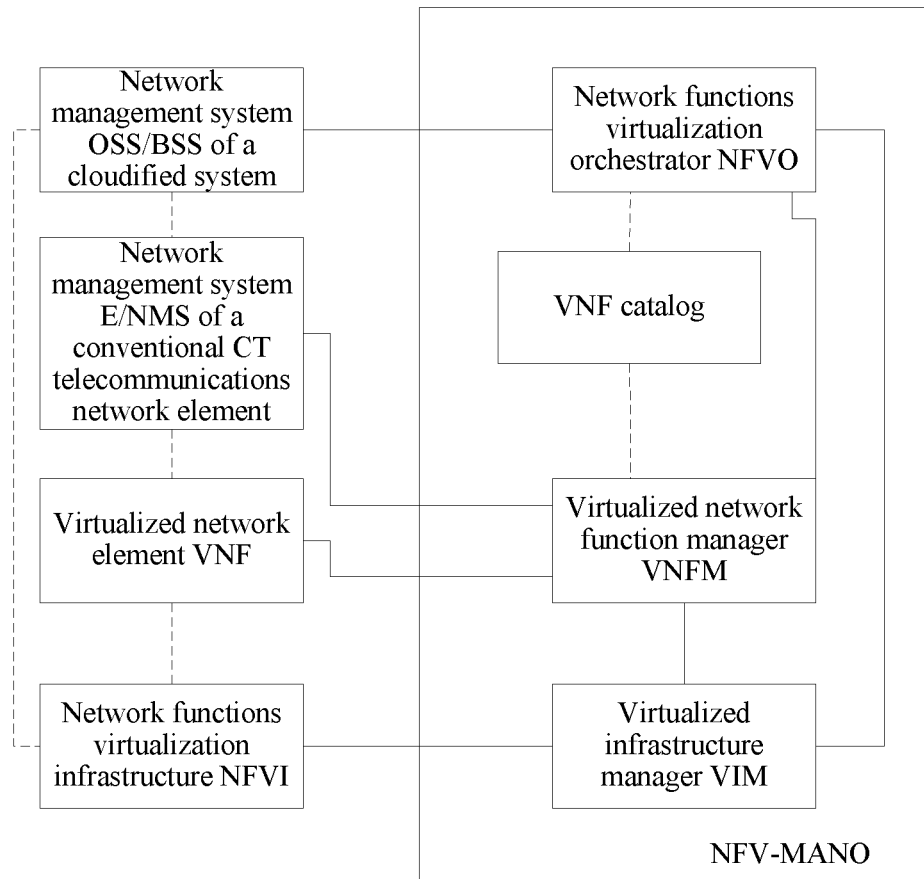 Network
management system
OSS/BSS of a
cloudified system
Network functions
virtualization
orchestrator NFVO
Network
management system
E/NMS of a
conventional CT
telecommunications
network element
VNF catalog
Virtualized network
element VNF
Virtualized network
function manager
VNFM
Network functions
virtualization
infrastructure NFVI
Virtualized
infrastructure
manager VIM
NFV-MANO